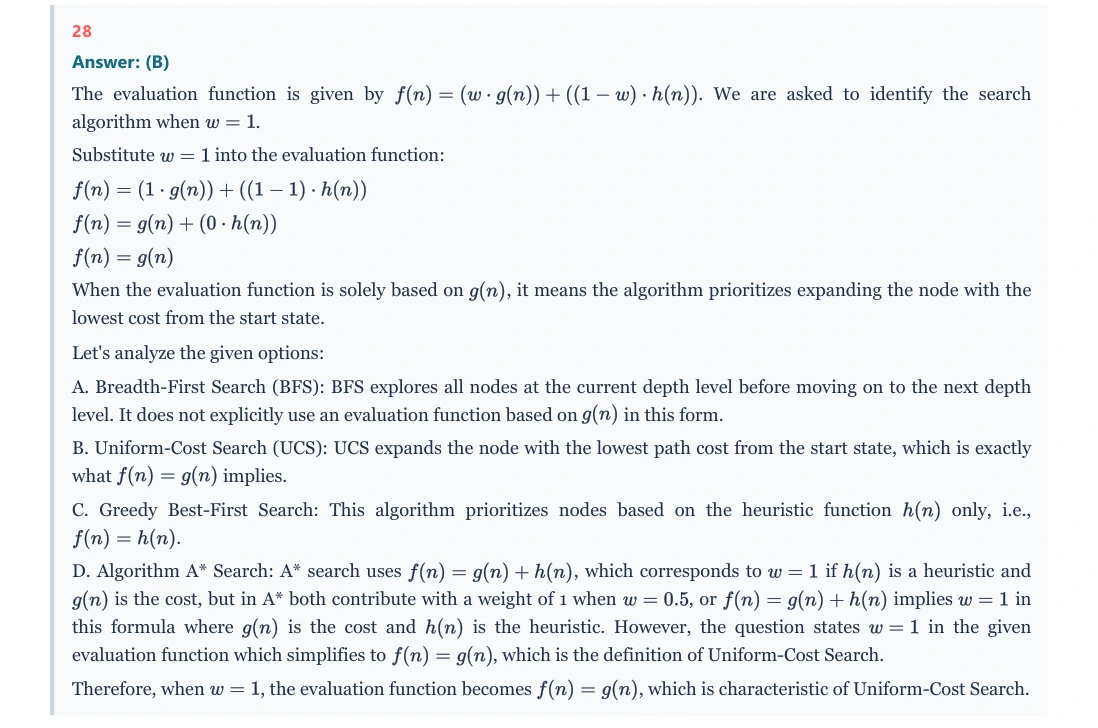 28
Answer: (B)
The evaluation function is given by f(n) = (w · g(n)) + ((1 − w) · h(n)). We are asked to identify the search
algorithm when w = 1.
Substitute w = 1 into the evaluation function:
f(n) = (1 · g(n)) + ((1 − 1) · h(n))
f(n) = g(n) + (0 · h(n))
f(n) = g(n)
When the evaluation function is solely based on g(n), it means the algorithm prioritizes expanding the node with the
lowest cost from the start state.
Let's analyze the given options:
A. Breadth-First Search (BFS): BFS explores all nodes at the current depth level before moving on to the next depth
level. It does not explicitly use an evaluation function based on g(n) in this form.
B. Uniform-Cost Search (UCS): UCS expands the node with the lowest path cost from the start state, which is exactly
what f(n) = g(n) implies.
C. Greedy Best-First Search: This algorithm prioritizes nodes based on the heuristic function h(n) only, i.e.,
f(n) = h(n).
D. Algorithm A* Search: A* search uses f(n) = g(n) + h(n), which corresponds to w = 1 if h(n) is a heuristic and
g(n) is the cost, but in A* both contribute with a weight of 1 when w = 0.5, or f(n) = g(n) + h(n) implies w = 1 in
this formula where g(n) is the cost and h(n) is the heuristic. However, the question states w = 1 in the given
evaluation function which simplifies to f(n) = g(n), which is the definition of Uniform-Cost Search.
Therefore, when w = 1, the evaluation function becomes f(n) = g(n), which is characteristic of Uniform-Cost Search.